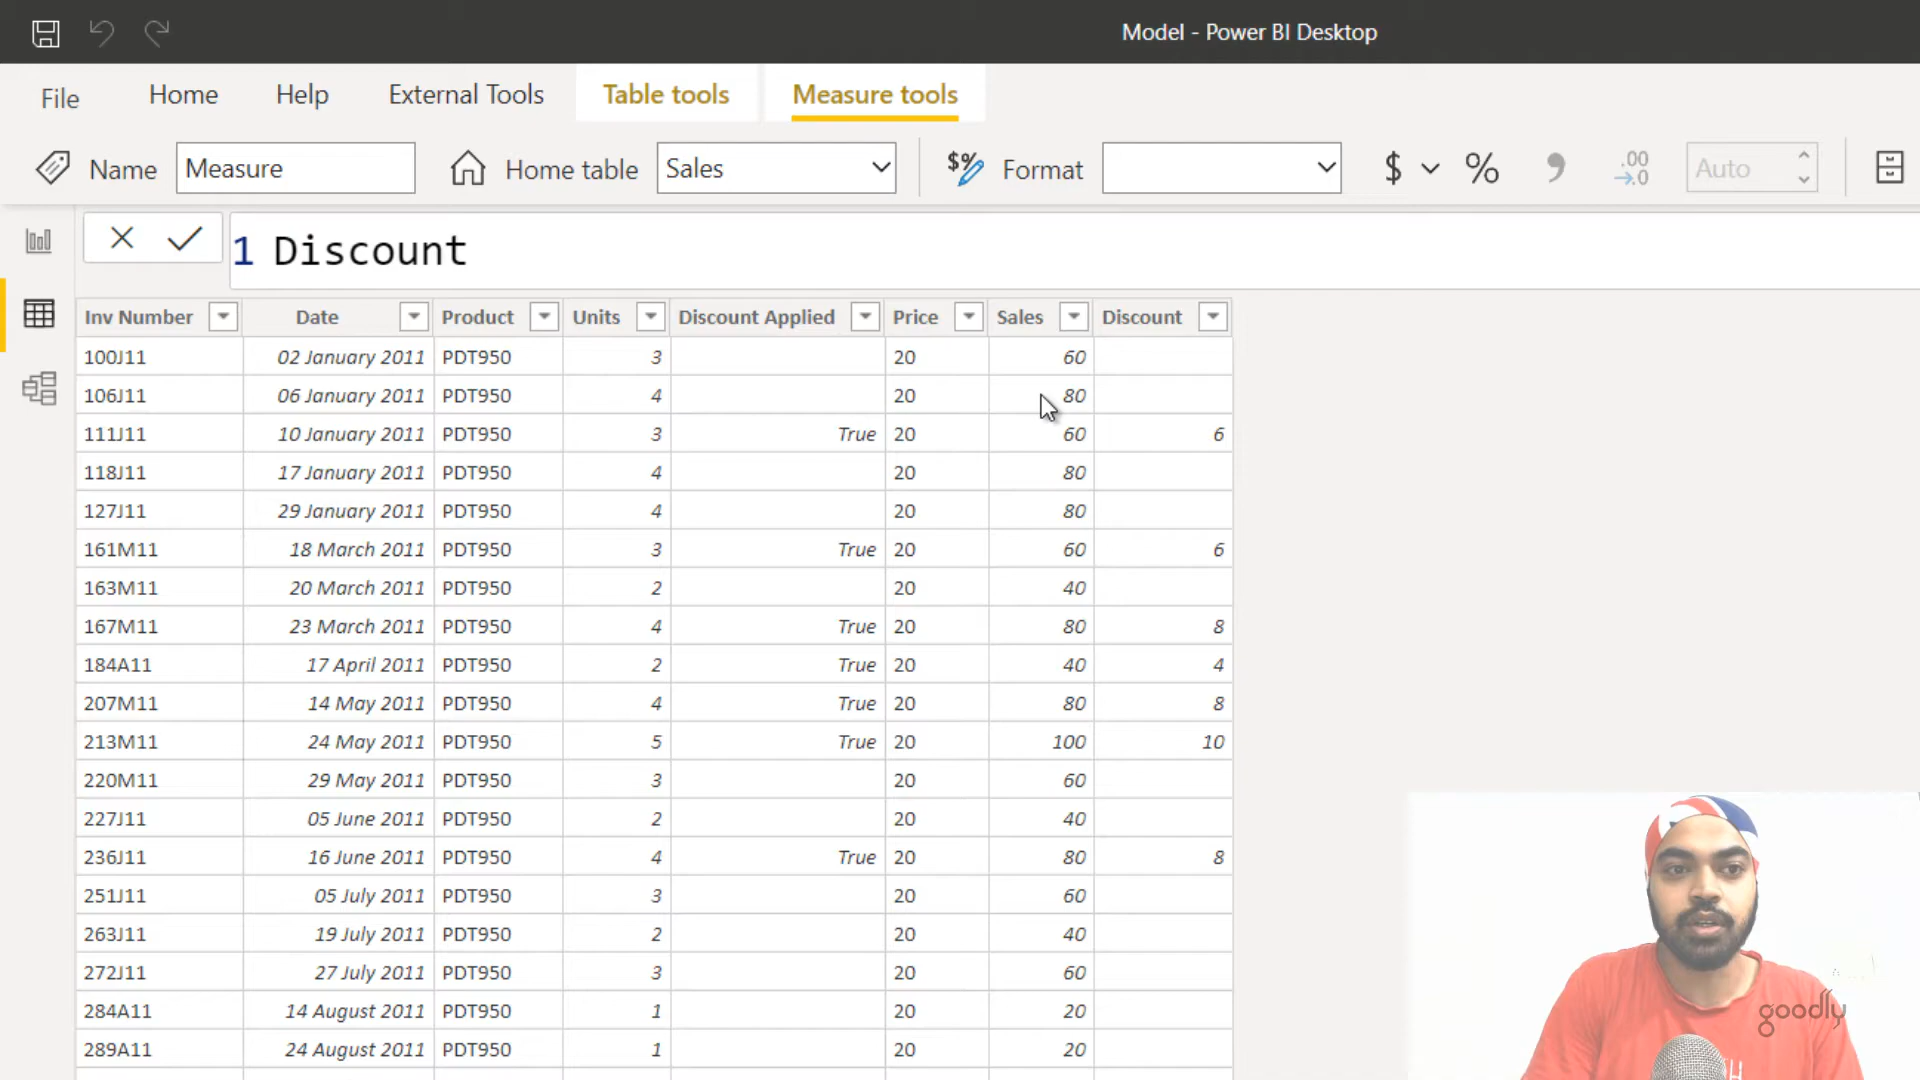 Model - Power BI Desktop
File Home Help External Tools Table tools Measure tools
Name Measure Home table Sales Format $ % .00 →.0 Auto
1 Discount
Inv Number Date Product Units Discount Applied Price Sales Discount
100J11 02 January 2011 PDT950 3 20 60
106J11 06 January 2011 PDT950 4 20 80
111J11 10 January 2011 PDT950 3 True 20 60 6
118J11 17 January 2011 PDT950 4 20 80
127J11 29 January 2011 PDT950 4 20 80
161M11 18 March 2011 PDT950 3 True 20 60 6
163M11 20 March 2011 PDT950 2 20 40
167M11 23 March 2011 PDT950 4 True 20 80 8
184A11 17 April 2011 PDT950 2 True 20 40 4
207M11 14 May 2011 PDT950 4 True 20 80 8
213M11 24 May 2011 PDT950 5 True 20 100 10
220M11 29 May 2011 PDT950 3 20 60
227J11 05 June 2011 PDT950 2 20 40
236J11 16 June 2011 PDT950 4 True 20 80 8
251J11 05 July 2011 PDT950 3 20 60
263J11 19 July 2011 PDT950 2 20 40
272J11 27 July 2011 PDT950 3 20 60
284A11 14 August 2011 PDT950 1 20 20
289A11 24 August 2011 PDT950 1 20 20
goodly